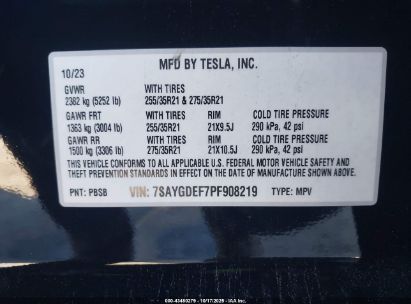 MFD BY TESLA, INC.
10/23
GVWR WITH TIRES
2382 kg (5252 lb) 255/35R21 & 275/35R21
GAWR FRT WITH TIRES RIM COLD TIRE PRESSURE
1363 kg (3004 lb) 255/35R21 21X9.5J 290 kPa, 42 psi
GAWR RR WITH TIRES RIM COLD TIRE PRESSURE
1500 kg (3306 lb) 275/35R21 21X10.5J 290 kPa, 42 psi
THIS VEHICLE CONFORMS TO ALL APPLICABLE U.S. FEDERAL MOTOR VEHICLE SAFETY AND
THEFT PREVENTION STANDARDS IN EFFECT ON THE DATE OF MANUFACTURE SHOWN ABOVE.
PNT: PBSB VIN: 7SAYGDEF7PF908219 TYPE: MPV